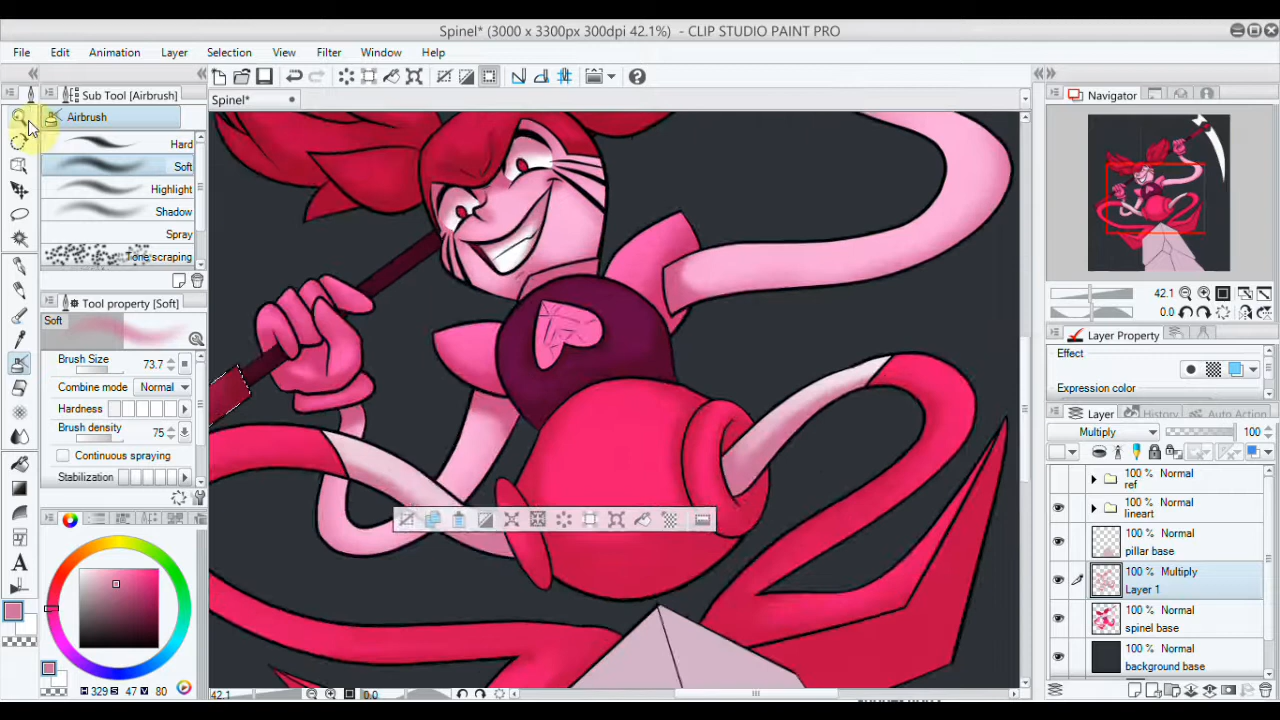 Spinel* (3000 x 3300px 300dpi 42.1%) - CLIP STUDIO PAINT PRO
File Edit Animation Layer Selection View Filter Window Help
Sub Tool [Airbrush]
Airbrush
Hard
Soft
Highlight
Shadow
Spray
Tone scraping
Tool property [Soft]
Soft
Brush Size 73.7
Combine mode Normal
Hardness
Brush density 75
Continuous spraying
Stabilization
H 329 S 47 V 80
Spinel*
42.1 0.0
Navigator
42.1
0.0
Layer Property
Effect
Expression color
Layer History Auto Action
Multiply 100
100 % Normal
ref
100 % Normal
lineart
100 % Normal
pillar base
100 % Multiply
Layer 1
100 % Normal
spinel base
100 % Normal
background base